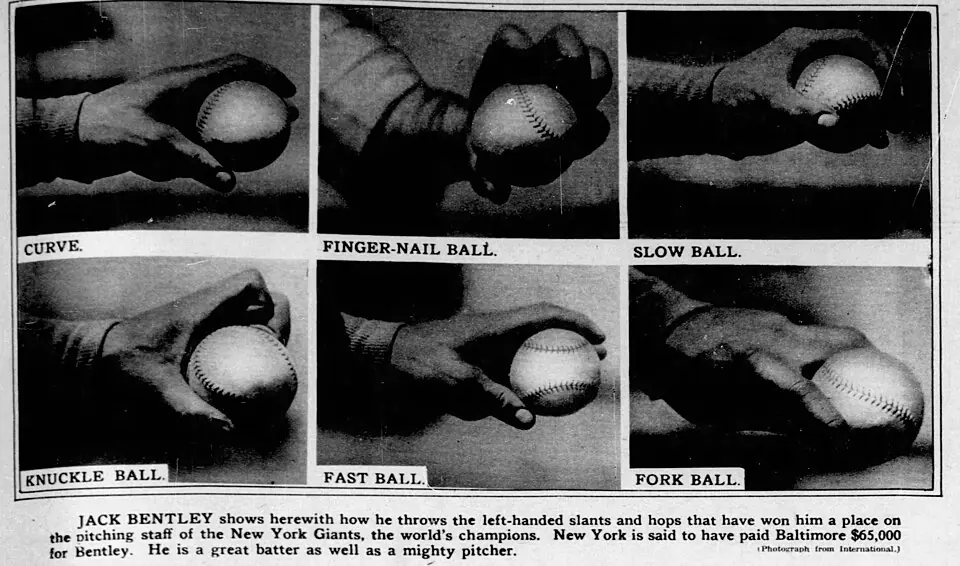 CURVE.
FINGER-NAIL BALL.
SLOW BALL.
KNUCKLE BALL.
FAST BALL.
FORK BALL.
JACK BENTLEY shows herewith how he throws the left-handed slants and hops that have won him a place on
the pitching staff of the New York Giants, the world's champions. New York is said to have paid Baltimore $65,000
for Bentley. He is a great batter as well as a mighty pitcher.
(Photograph from International.)